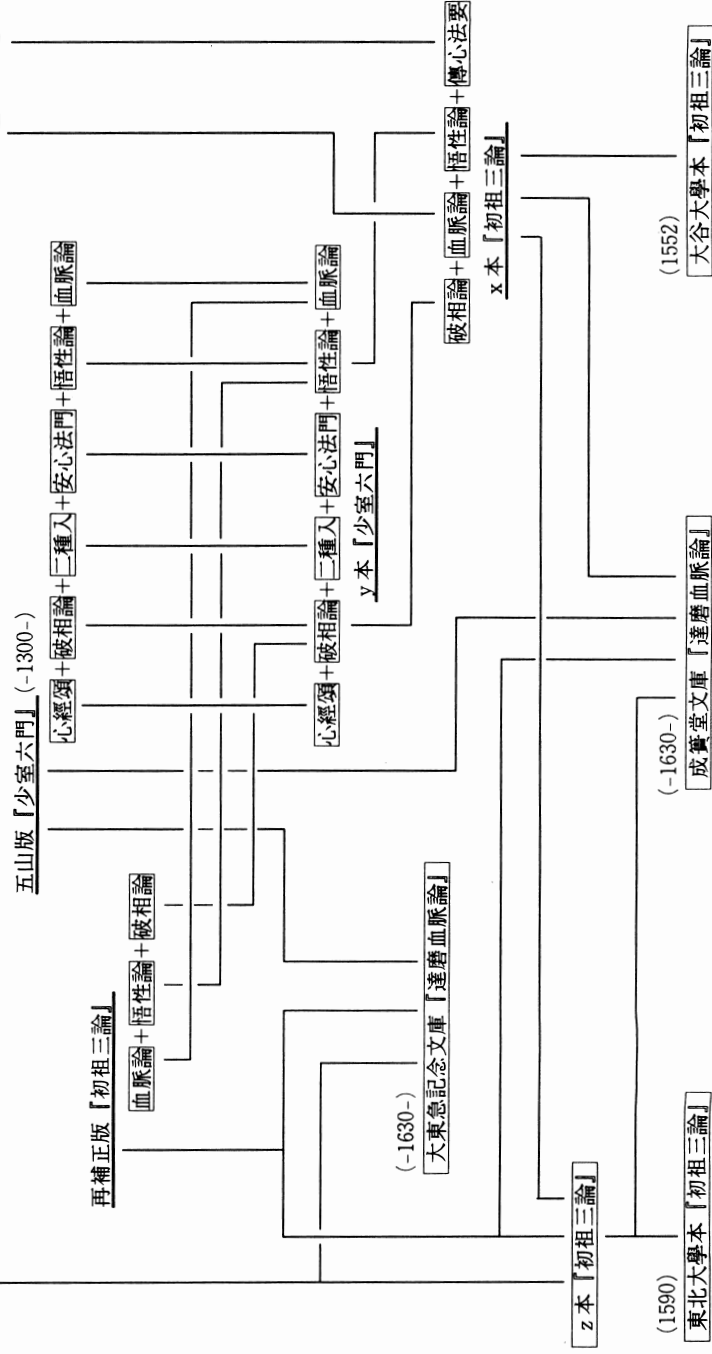 五山版『少室六門』(-1300-)
心經頌+破相論+二種入+安心法門+悟性論+血脈論
再補正版『初祖三論』
血脈論+悟性論+破相論
心經頌+破相論+二種入+安心法門+悟性論+血脈論
y本『少室六門』
破相論+血脈論+悟性論+傳心法要
x本『初祖三論』
(-1630-)
大東急記念文庫『達磨血脈論』
z本『初祖三論』
(1590)
東北大學本『初祖三論』
(-1630-)
成簣堂文庫『達磨血脈論』
(1552)
大谷大學本『初祖三論』